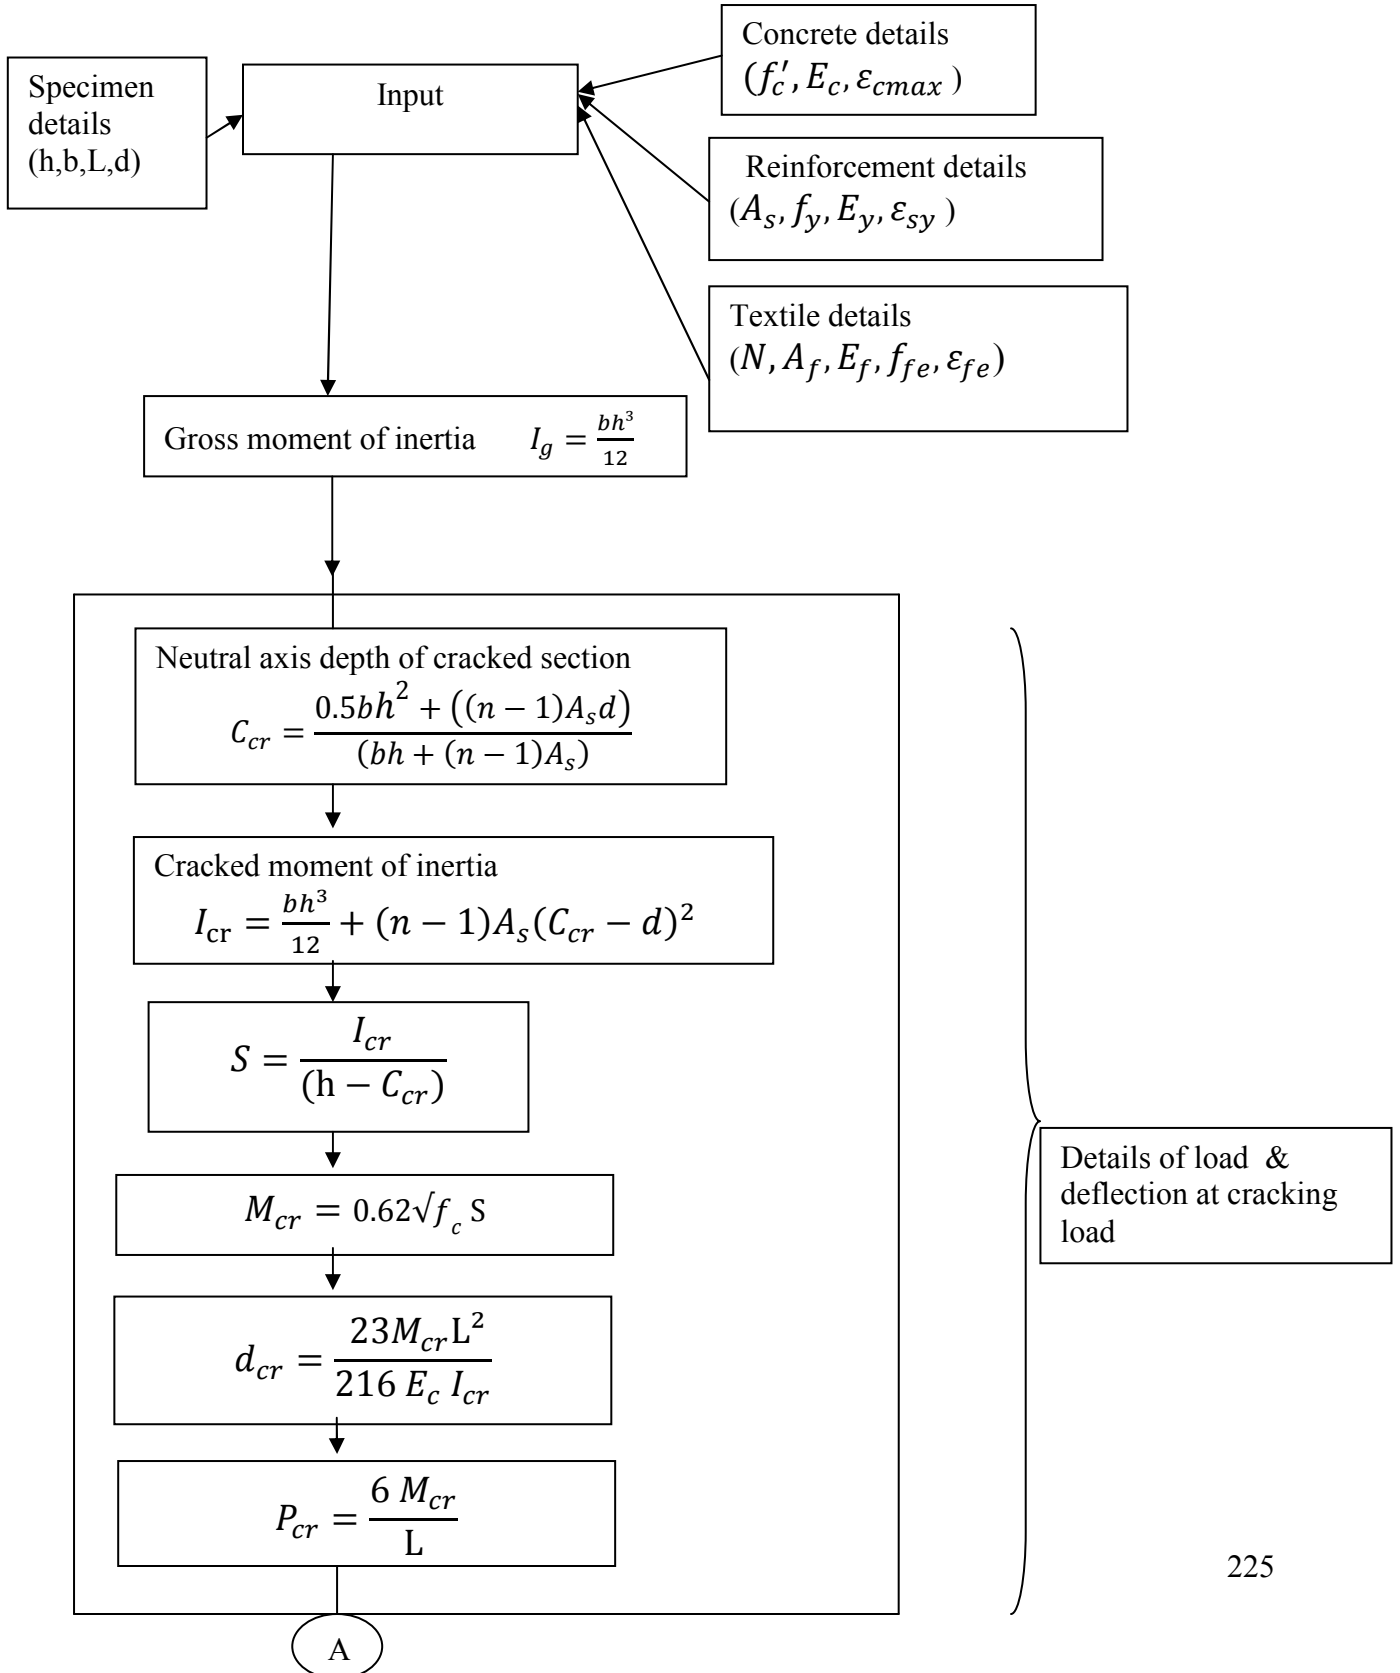 Concrete details
(f'_c, E_c, ε_cmax )
Specimen
details
(h,b,L,d)
Input
Reinforcement details
(A_s, f_y, E_y, ε_sy )
Textile details
(N, A_f, E_f, f_fe, ε_fe)
Gross moment of inertia I_g = bh³/12
Neutral axis depth of cracked section
C_cr = (0.5bh² + ((n − 1)A_s d)) / (bh + (n − 1)A_s)
Cracked moment of inertia
I_cr = bh³/12 + (n − 1)A_s(C_cr − d)²
S = I_cr / (h − C_cr)
M_cr = 0.62√f_c S
d_cr = 23M_cr L² / 216 E_c I_cr
P_cr = 6 M_cr / L
Details of load &
deflection at cracking
load
225
A